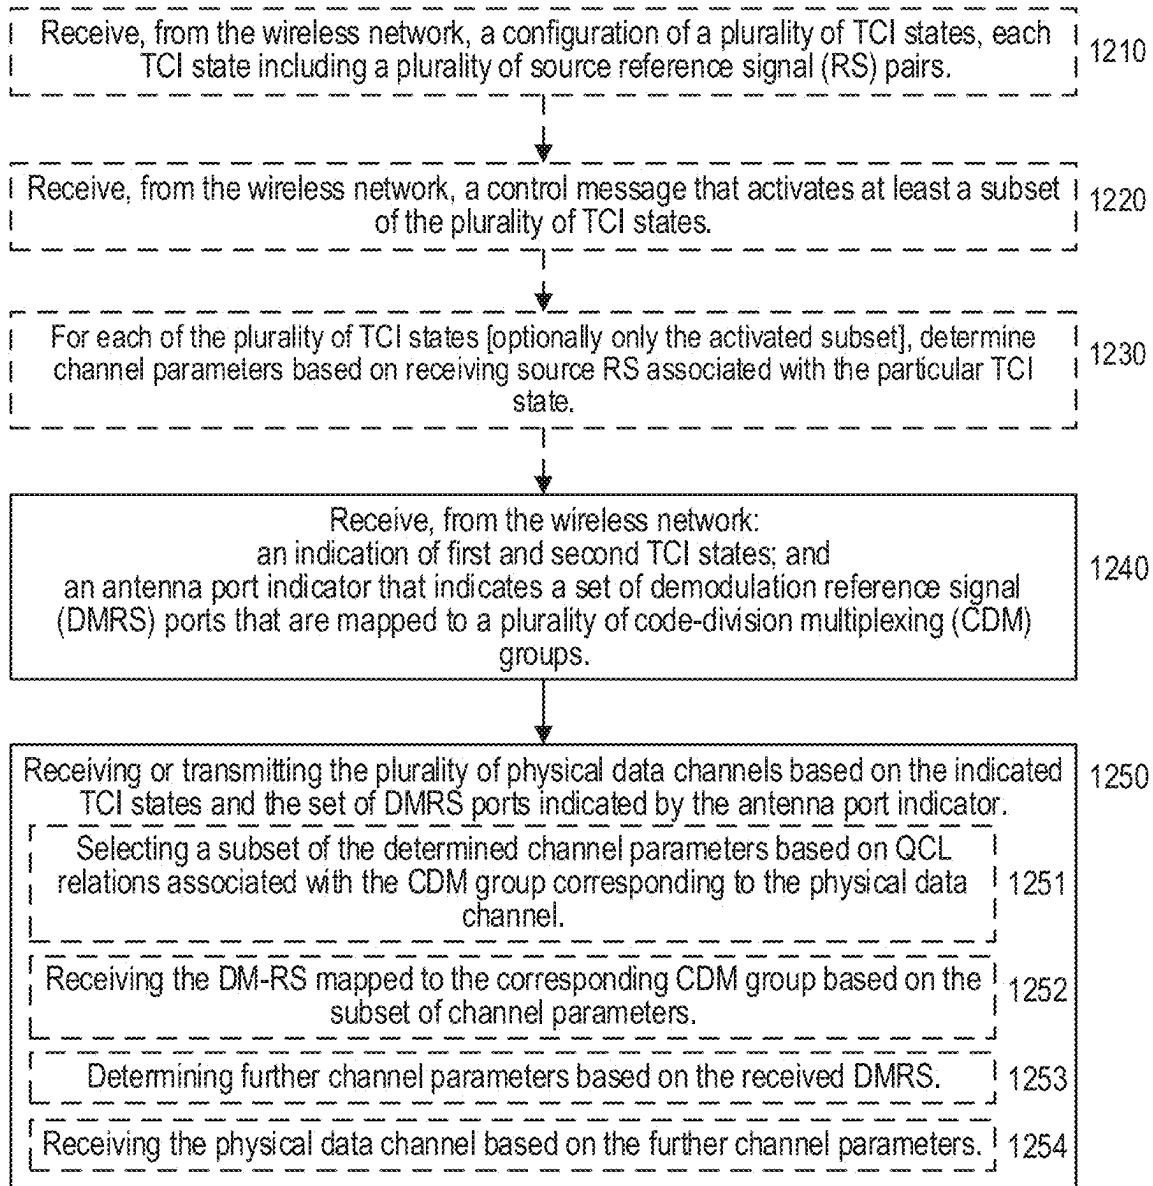 Receive, from the wireless network, a configuration of a plurality of TCI states, each
TCI state including a plurality of source reference signal (RS) pairs.
1210
Receive, from the wireless network, a control message that activates at least a subset
of the plurality of TCI states.
1220
For each of the plurality of TCI states [optionally only the activated subset], determine
channel parameters based on receiving source RS associated with the particular TCI
state.
1230
Receive, from the wireless network:
an indication of first and second TCI states; and
an antenna port indicator that indicates a set of demodulation reference signal
(DMRS) ports that are mapped to a plurality of code-division multiplexing (CDM)
groups.
1240
Receiving or transmitting the plurality of physical data channels based on the indicated
TCI states and the set of DMRS ports indicated by the antenna port indicator.
1250
Selecting a subset of the determined channel parameters based on QCL
relations associated with the CDM group corresponding to the physical data
channel.
1251
Receiving the DM-RS mapped to the corresponding CDM group based on the
subset of channel parameters.
1252
Determining further channel parameters based on the received DMRS.
1253
Receiving the physical data channel based on the further channel parameters.
1254